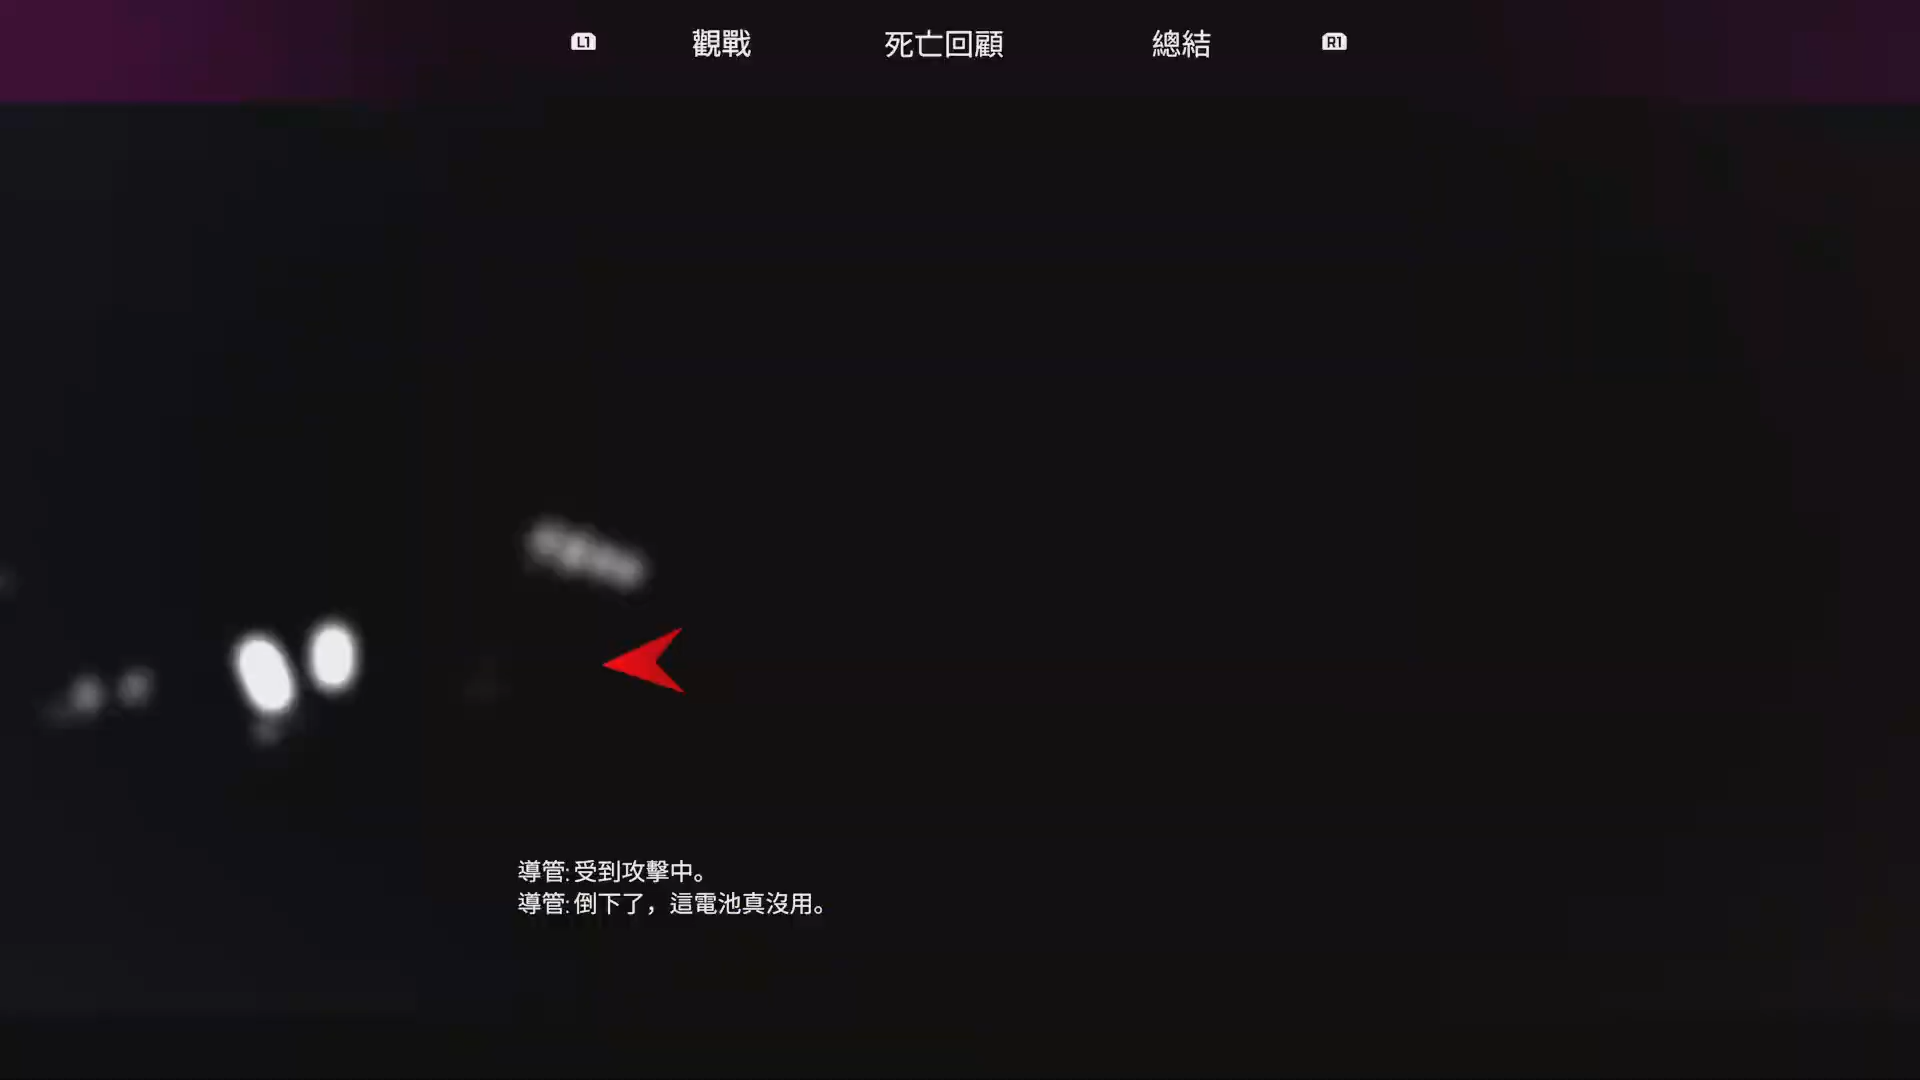 L1 觀戰 死亡回顧 總結 R1
導管: 受到攻擊中。
導管: 倒下了，這電池真沒用。